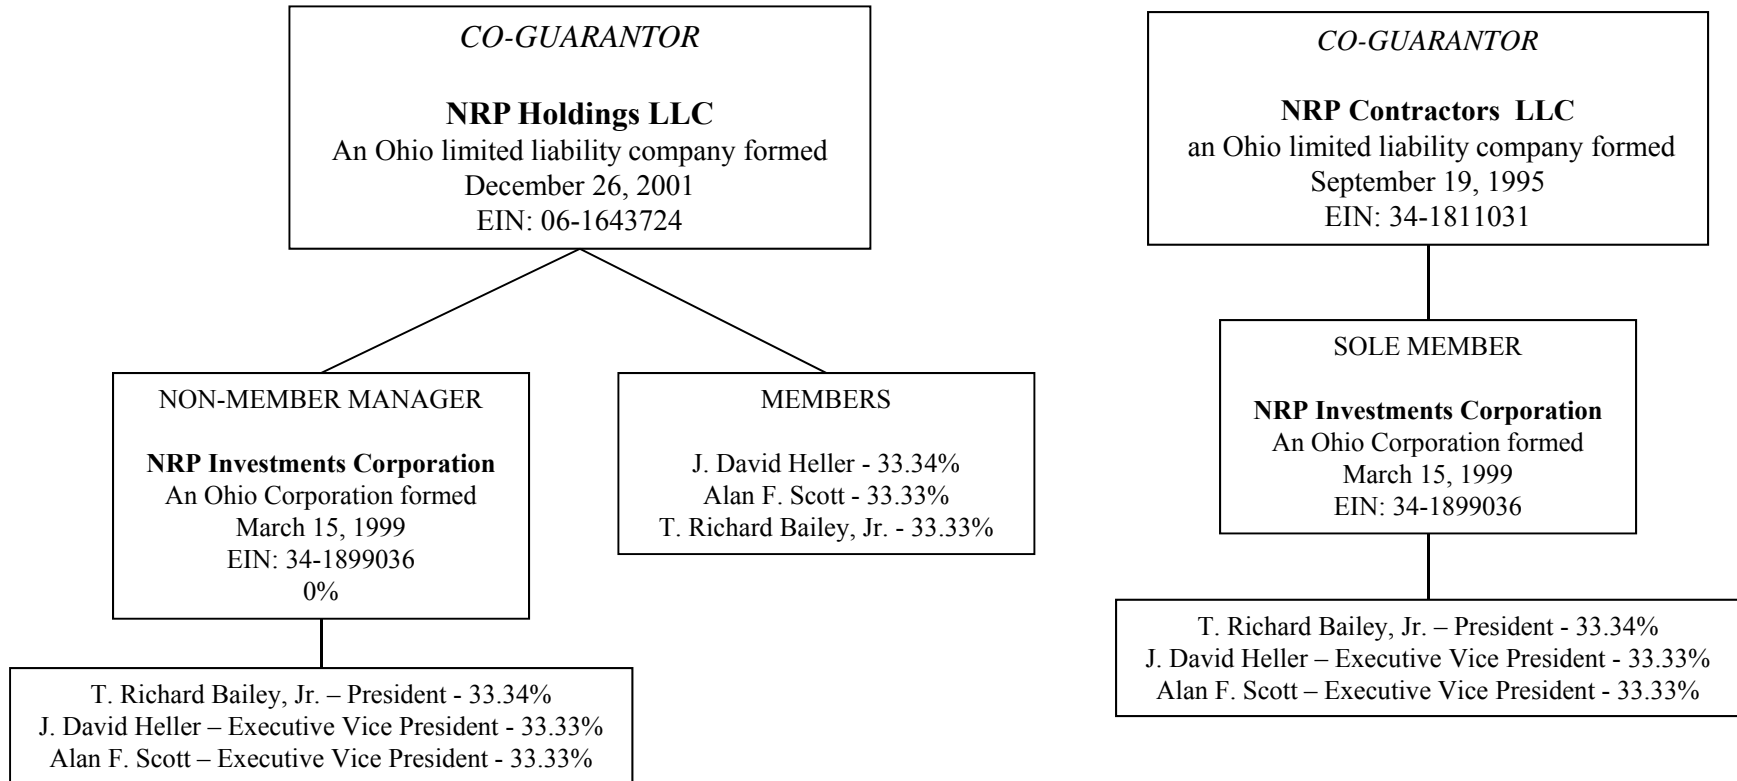 CO-GUARANTOR
NRP Holdings LLC
An Ohio limited liability company formed
December 26, 2001
EIN: 06-1643724
NON-MEMBER MANAGER
NRP Investments Corporation
An Ohio Corporation formed
March 15, 1999
EIN: 34-1899036
0%
T. Richard Bailey, Jr. – President - 33.34%
J. David Heller – Executive Vice President - 33.33%
Alan F. Scott – Executive Vice President - 33.33%
MEMBERS
J. David Heller - 33.34%
Alan F. Scott - 33.33%
T. Richard Bailey, Jr. - 33.33%
CO-GUARANTOR
NRP Contractors  LLC
an Ohio limited liability company formed
September 19, 1995
EIN: 34-1811031
SOLE MEMBER
NRP Investments Corporation
An Ohio Corporation formed
March 15, 1999
EIN: 34-1899036
T. Richard Bailey, Jr. – President - 33.34%
J. David Heller – Executive Vice President - 33.33%
Alan F. Scott – Executive Vice President - 33.33%